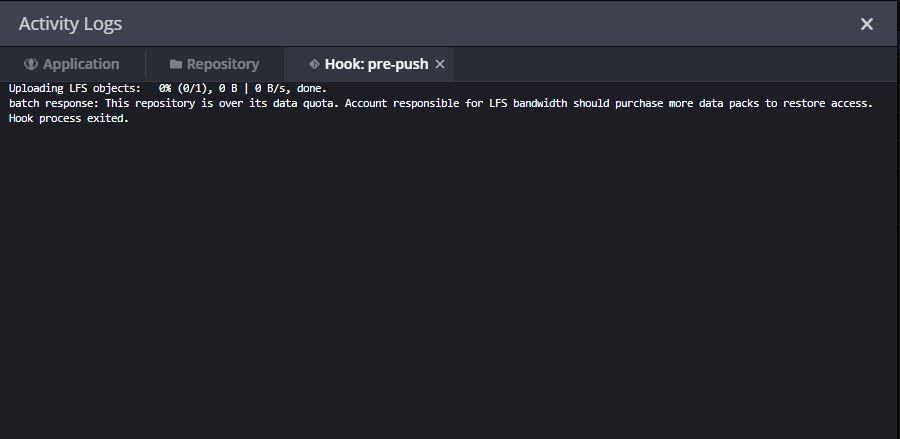 Activity Logs
Application
Repository
Hook: pre-push
Uploading LFS objects:   0% (0/1), 0 B | 0 B/s, done.
batch response: This repository is over its data quota. Account responsible for LFS bandwidth should purchase more data packs to restore access.
Hook process exited.